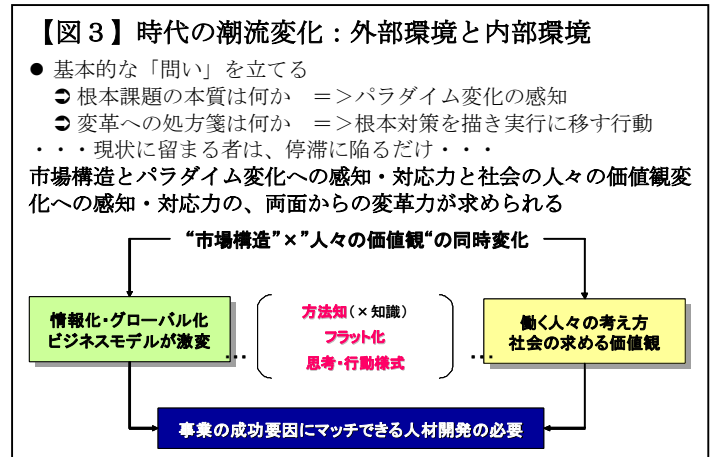 【図３】時代の潮流変化：外部環境と内部環境
● 基本的な「問い」を立てる
➲ 根本課題の本質は何か　＝＞パラダイム変化の感知
➲ 変革への処方箋は何か　＝＞根本対策を描き実行に移す行動
・・・現状に留まる者は、停滞に陥るだけ・・・
市場構造とパラダイム変化への感知・対応力と社会の人々の価値観変
化への感知・対応力の、両面からの変革力が求められる
“市場構造”×”人々の価値観“の同時変化
情報化・グローバル化
ビジネスモデルが激変
…
方法知（×知識）
フラット化
思考・行動様式
…
働く人々の考え方
社会の求める価値観
事業の成功要因にマッチできる人材開発の必要